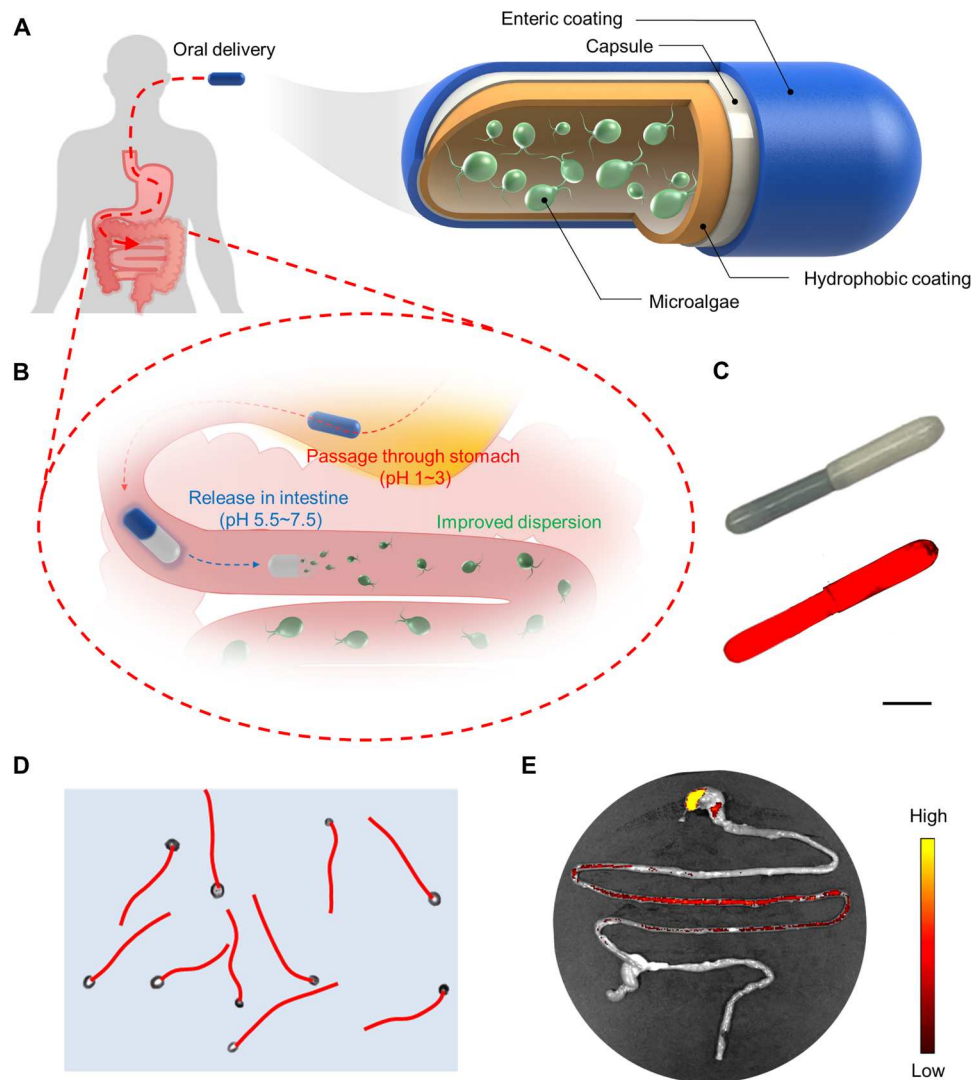 A
Oral delivery
Enteric coating
Capsule
Hydrophobic coating
Microalgae
B
Passage through stomach
(pH 1~3)
Release in intestine
(pH 5.5~7.5)
Improved dispersion
C
D
E
High
Low